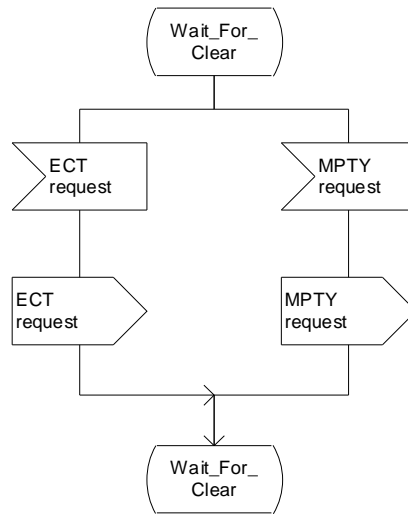 Wait_For_
Clear
ECT
request
MPTY
request
ECT
request
MPTY
request
Wait_For_
Clear